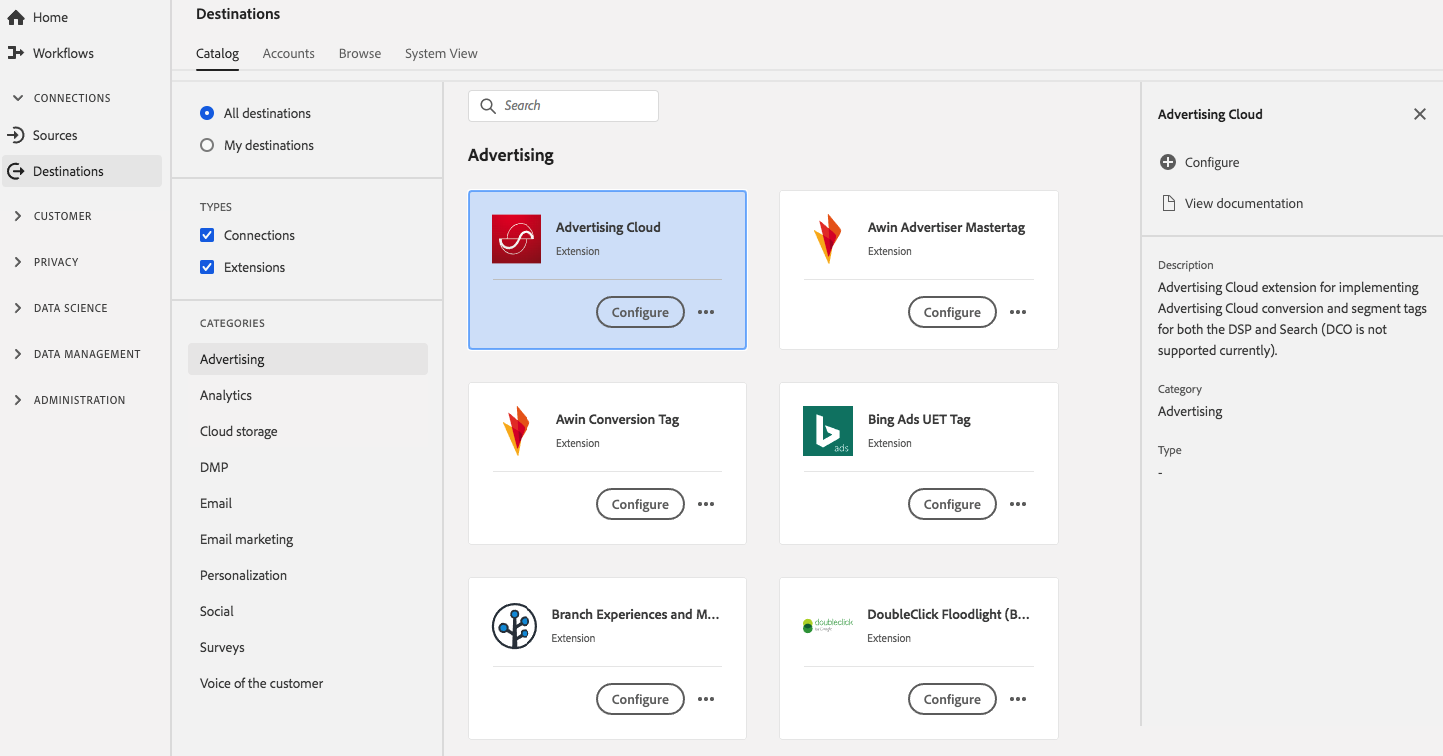 Home
Workflows
CONNECTIONS
Sources
Destinations
CUSTOMER
PRIVACY
DATA SCIENCE
DATA MANAGEMENT
ADMINISTRATION
Destinations
Catalog Accounts Browse System View
All destinations
My destinations
TYPES
Connections
Extensions
CATEGORIES
Advertising
Analytics
Cloud storage
DMP
Email
Email marketing
Personalization
Social
Surveys
Voice of the customer
Search
Advertising
Advertising Cloud
Extension
Configure
Awin Advertiser Mastertag
Extension
Configure
Awin Conversion Tag
Extension
Configure
ads
Bing Ads UET Tag
Extension
Configure
Branch Experiences and M...
Extension
Configure
doubleclick
by Google
DoubleClick Floodlight (B...
Extension
Configure
Advertising Cloud
Configure
View documentation
Description
Advertising Cloud extension for implementing
Advertising Cloud conversion and segment tags
for both the DSP and Search (DCO is not
supported currently).
Category
Advertising
Type
-